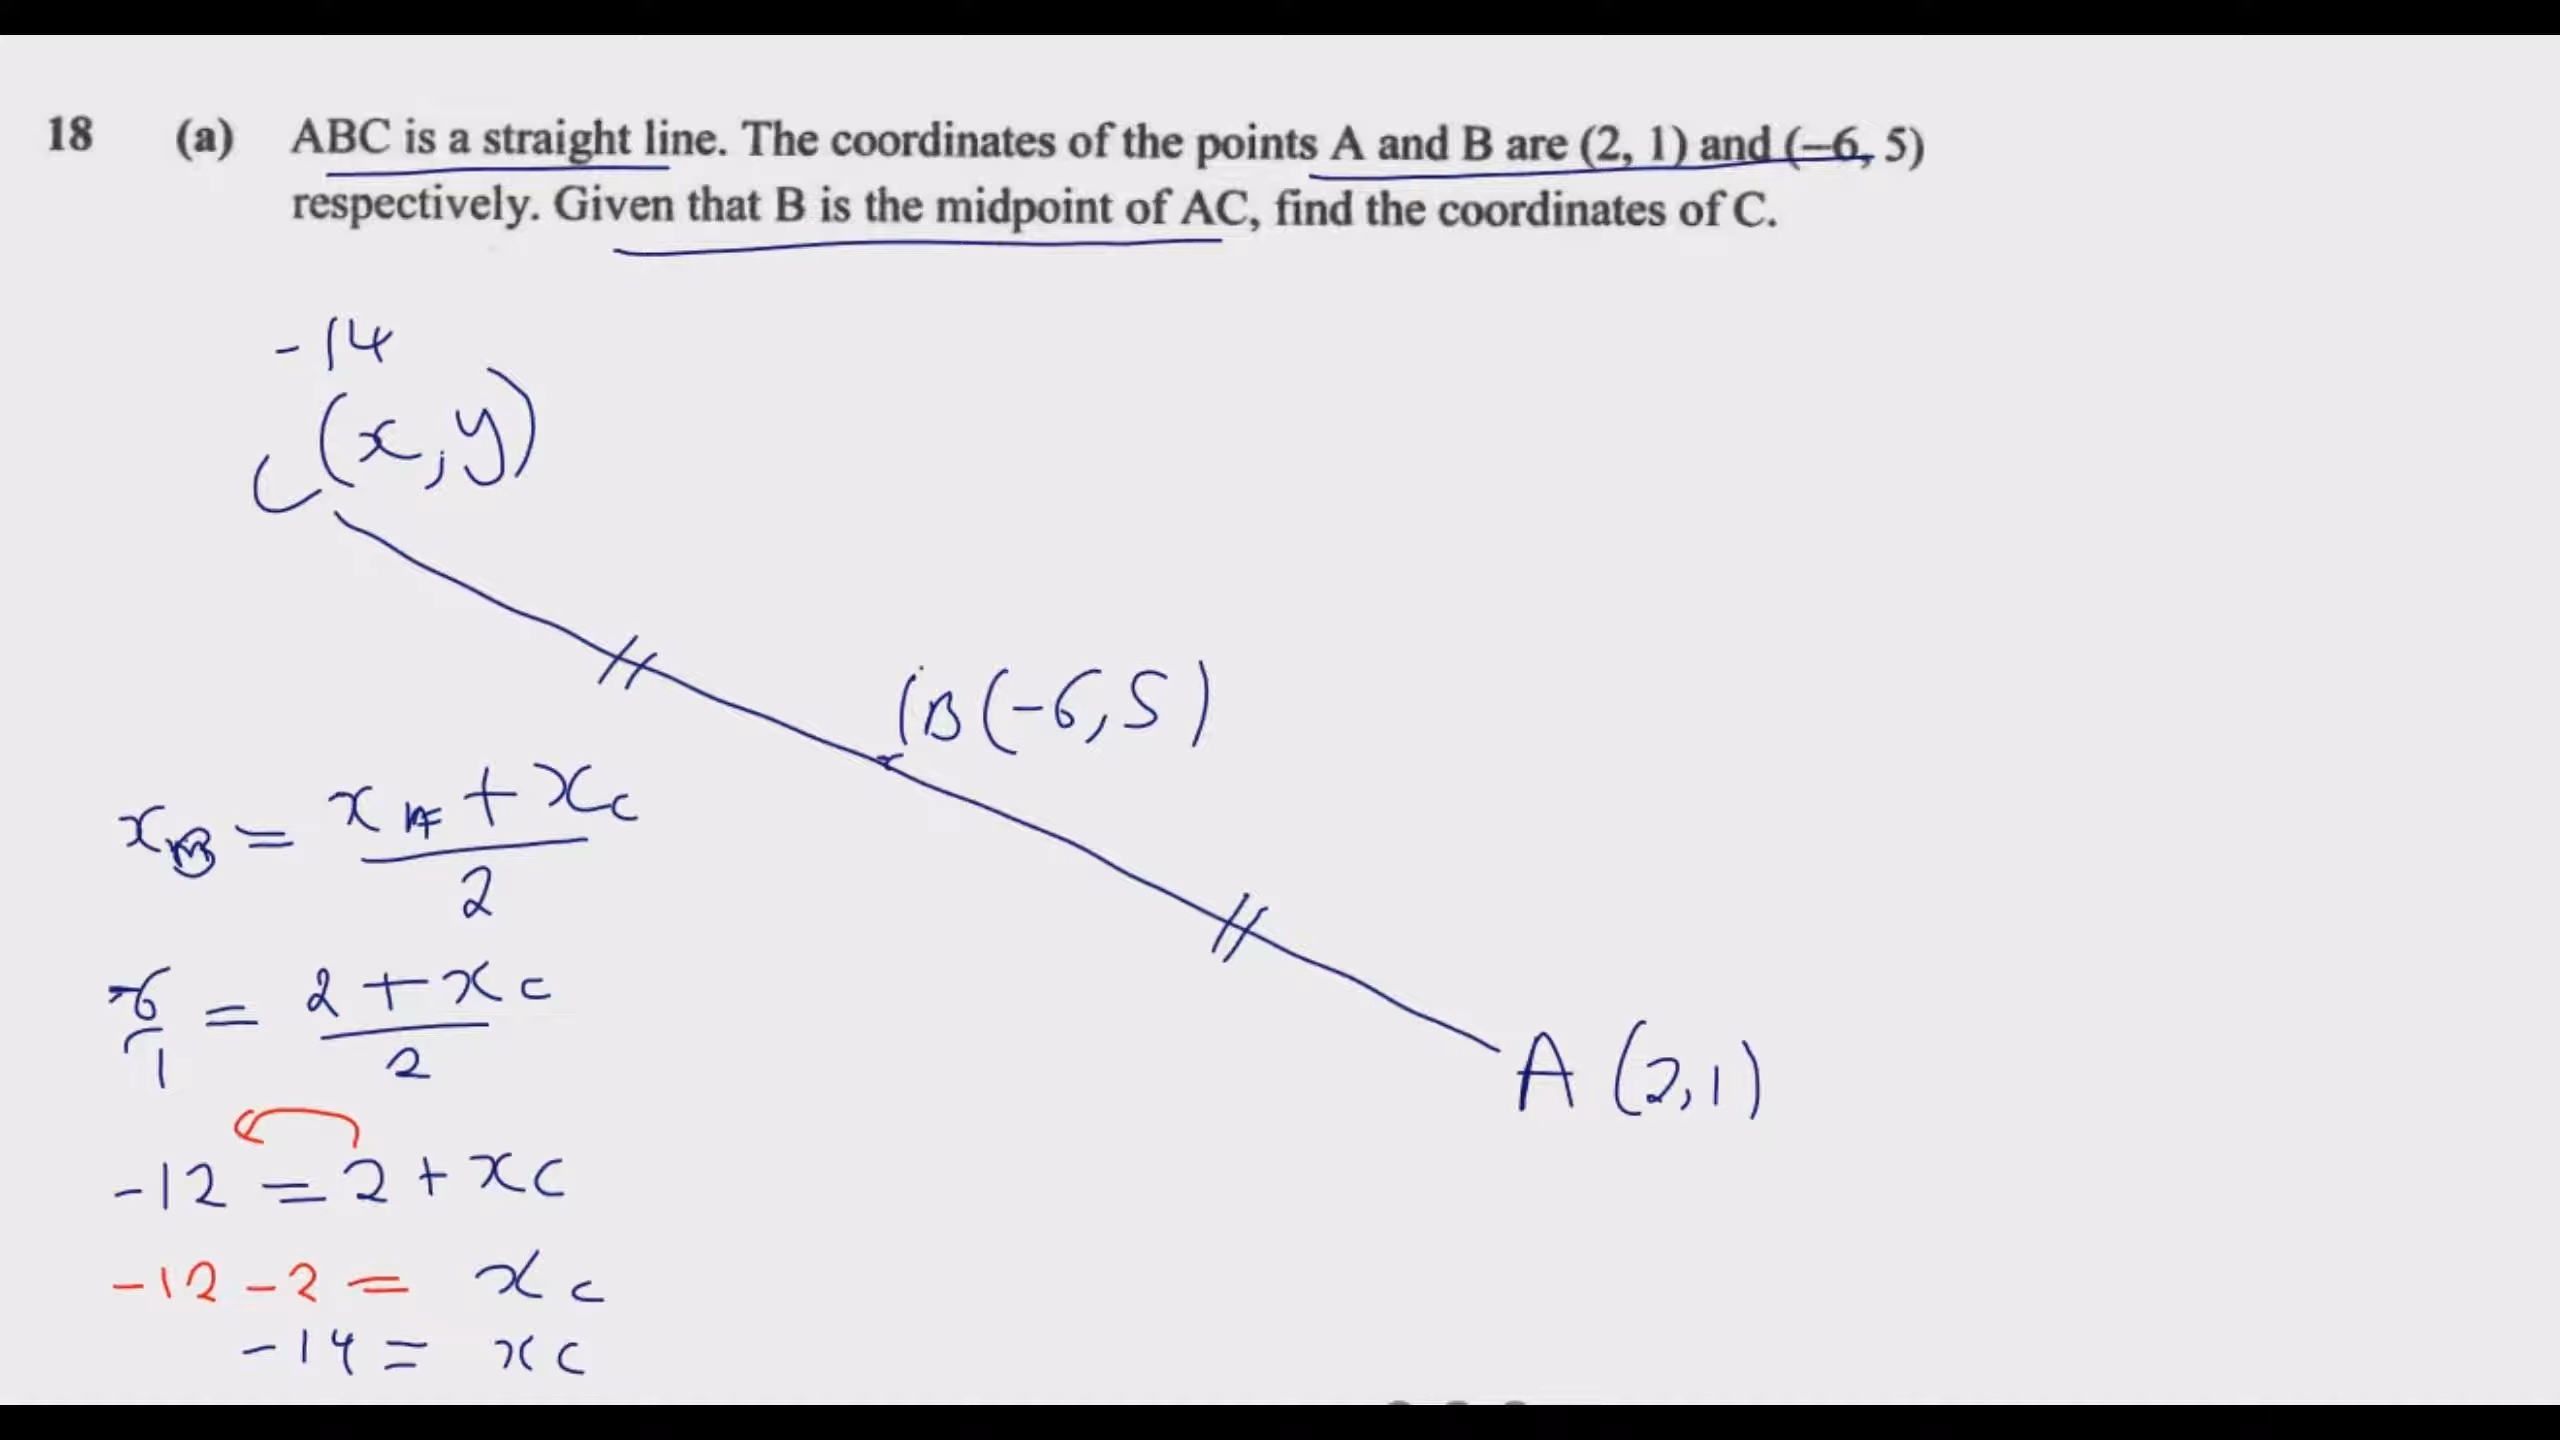 18 (a) ABC is a straight line. The coordinates of the points A and B are (2, 1) and (–6, 5)
respectively. Given that B is the midpoint of AC, find the coordinates of C.
-14
C (x, y)
B (-6, 5)
x_B = (x_A + x_C)/2
-6/1 = (2 + x_C)/2
A (2, 1)
-12 = 2 + x_C
-12 - 2 = x_C
-14 = x_C